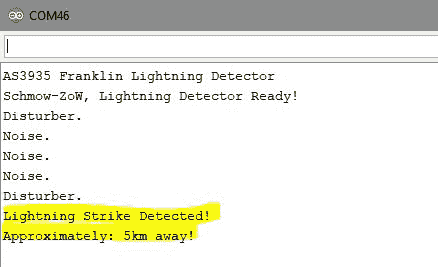 COM46
AS3935 Franklin Lightning Detector
Schmow-ZoW, Lightning Detector Ready!
Disturber.
Noise.
Noise.
Noise.
Disturber.
Lightning Strike Detected!
Approximately: 5km away!